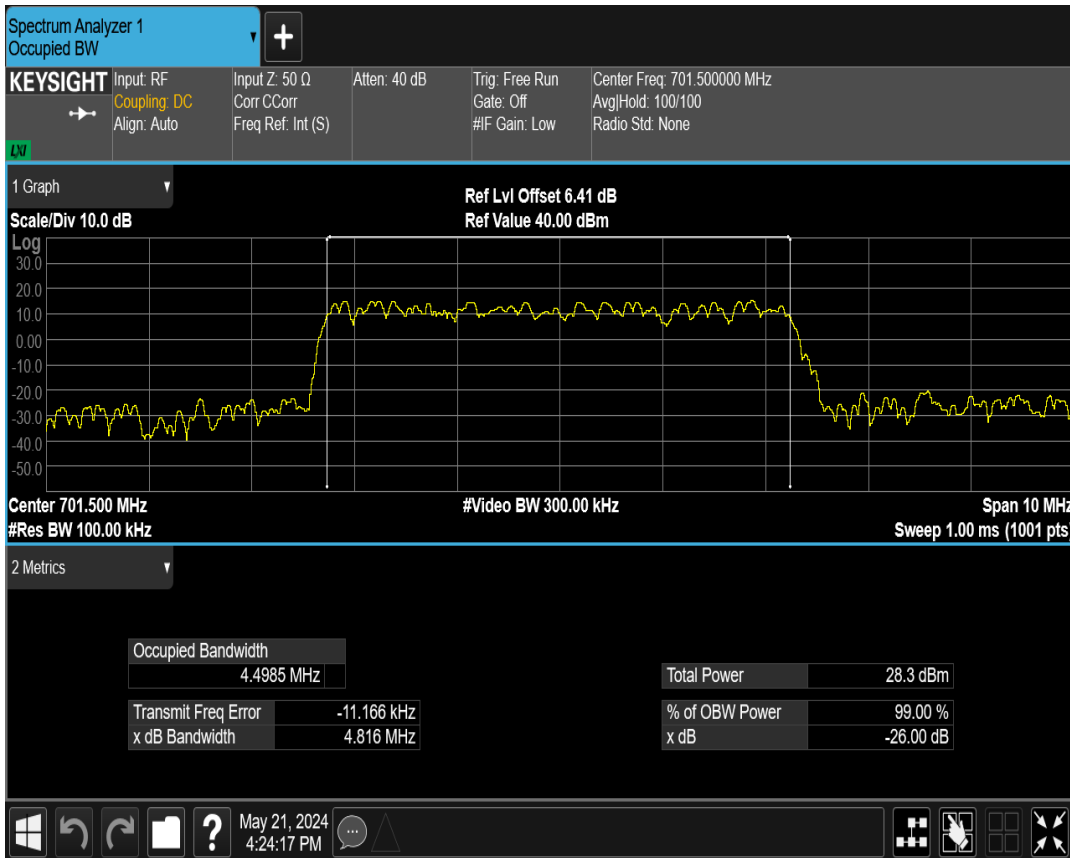 Spectrum Analyzer 1
Occupied BW
+
KEYSIGHT
LXI
Input: RF
Coupling: DC
Align: Auto
Input Z: 50 Ω
Corr CCorr
Freq Ref: Int (S)
Atten: 40 dB
Trig: Free Run
Gate: Off
#IF Gain: Low
Center Freq: 701.500000 MHz
Avg|Hold: 100/100
Radio Std: None
1 Graph
Scale/Div 10.0 dB
Ref Lvl Offset 6.41 dB
Ref Value 40.00 dBm
Log
30.0
20.0
10.0
0.00
-10.0
-20.0
-30.0
-40.0
-50.0
Center 701.500 MHz
#Res BW 100.00 kHz
#Video BW 300.00 kHz
Span 10 MHz
Sweep 1.00 ms (1001 pts)
2 Metrics
Occupied Bandwidth
4.4985 MHz
Transmit Freq Error -11.166 kHz
x dB Bandwidth 4.816 MHz
Total Power 28.3 dBm
% of OBW Power 99.00 %
x dB -26.00 dB
?
May 21, 2024
4:24:17 PM